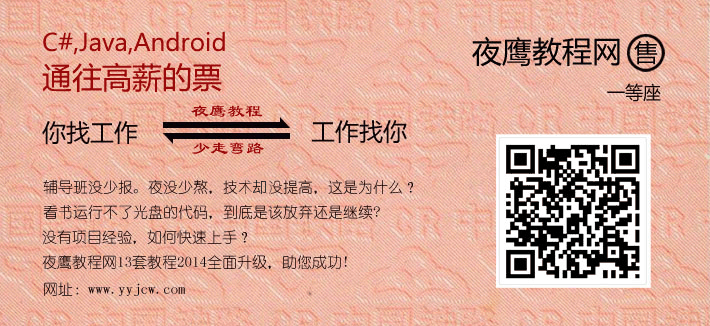 C#,Java,Android
通往高薪的票
夜鹰教程网 售
一等座
你找工作
夜鹰教程
少走弯路
工作找你
辅导班没少报。夜没少熬，技术却没提高，这是为什么？
看书运行不了光盘的代码，到底是该放弃还是继续?
没有项目经验，如何快速上手？
夜鹰教程网13套教程2014全面升级，助您成功!
网址: www.yyjcw.com